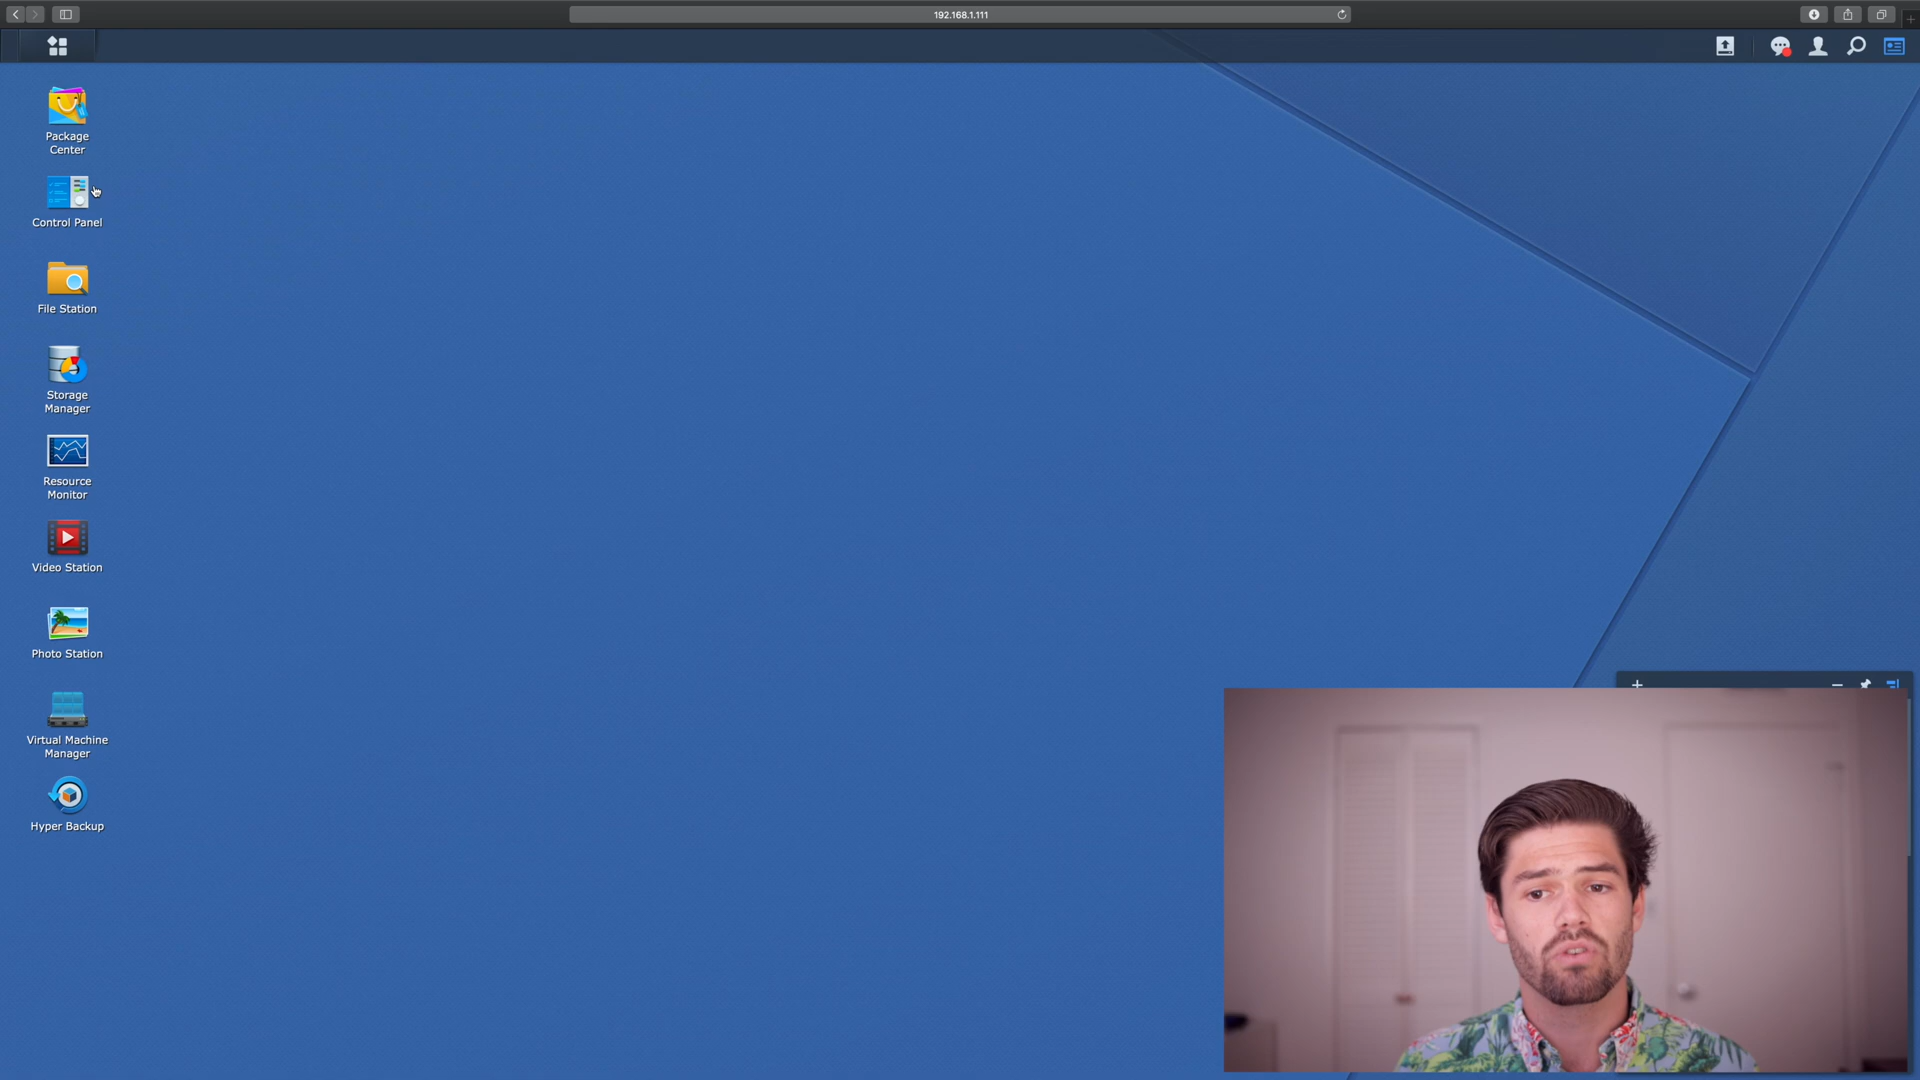 192.168.1.111
Package
Center
Control Panel
File Station
Storage
Manager
Resource
Monitor
Video Station
Photo Station
Virtual Machine
Manager
Hyper Backup